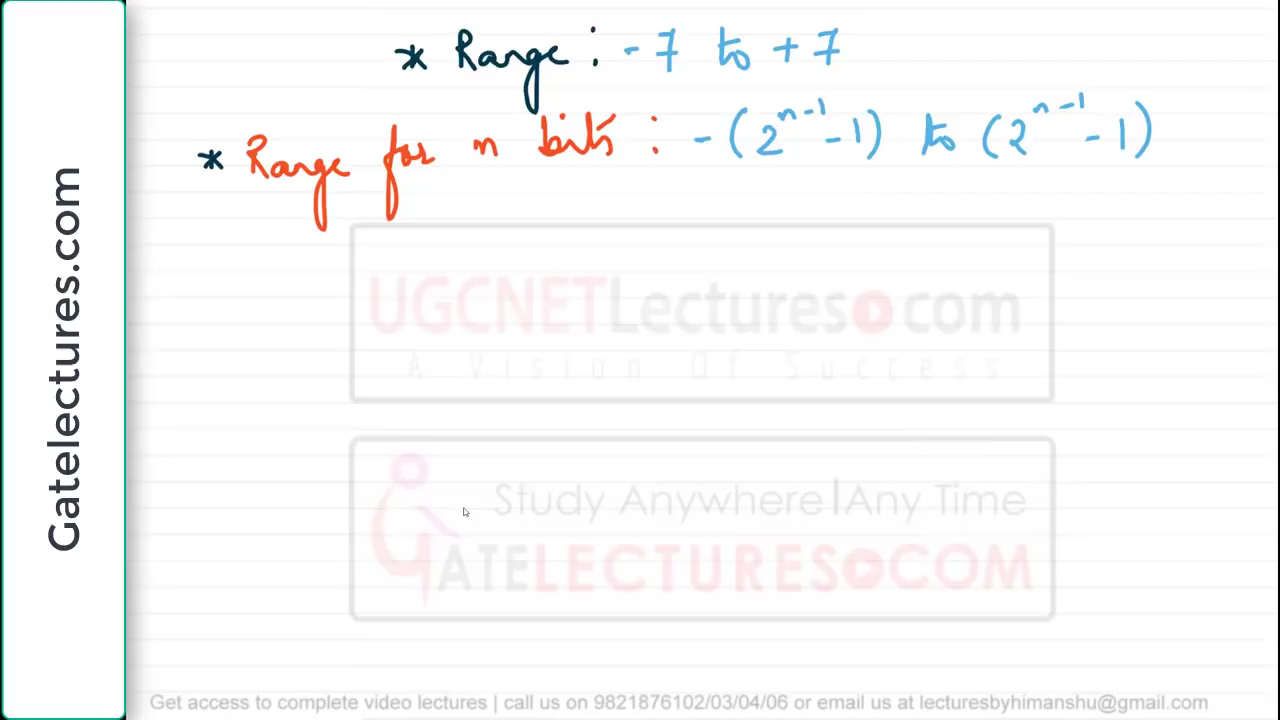 Gatelectures.com
* Range : -7 to +7
* Range for n bits : -(2^{n-1} - 1) to (2^{n-1} - 1)
UGCNETLectures.com
A Vision Of Success
Study Anywhere|Any Time
GATELECTURES.COM
Get access to complete video lectures | call us on 9821876102/03/04/06 or email us at lecturesbyhimanshu@gmail.com